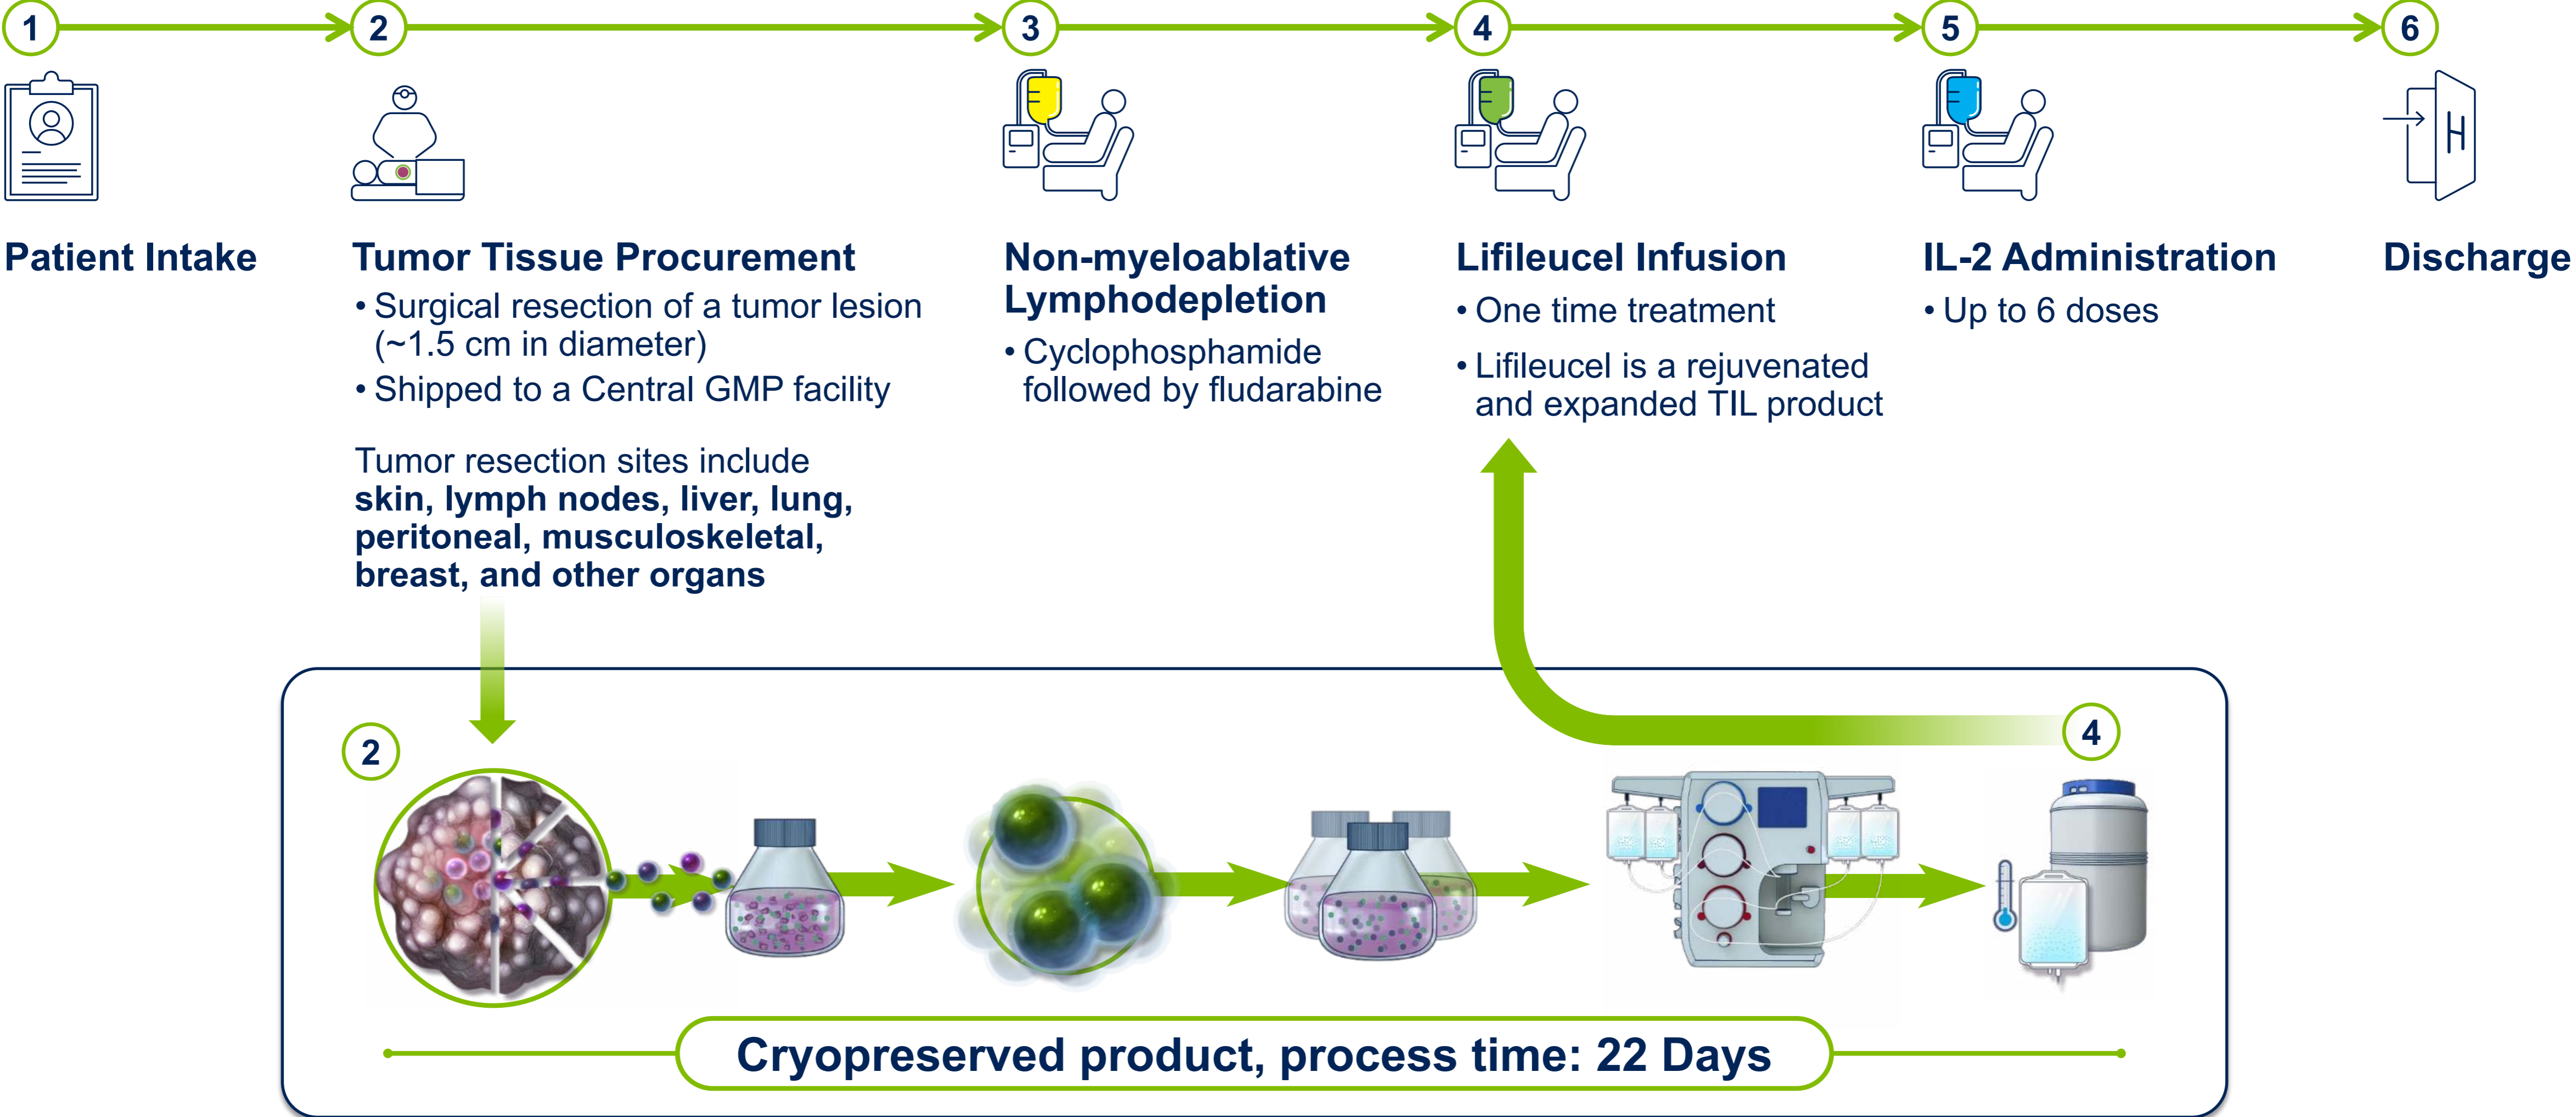 1
2
3
4
5
6
Patient Intake
Tumor Tissue Procurement
• Surgical resection of a tumor lesion
(~1.5 cm in diameter)
• Shipped to a Central GMP facility
Tumor resection sites include
skin, lymph nodes, liver, lung,
peritoneal, musculoskeletal,
breast, and other organs
Non-myeloablative
Lymphodepletion
• Cyclophosphamide
followed by fludarabine
Lifileucel Infusion
• One time treatment
• Lifileucel is a rejuvenated
and expanded TIL product
IL-2 Administration
• Up to 6 doses
Discharge
H
2
4
Cryopreserved product, process time: 22 Days